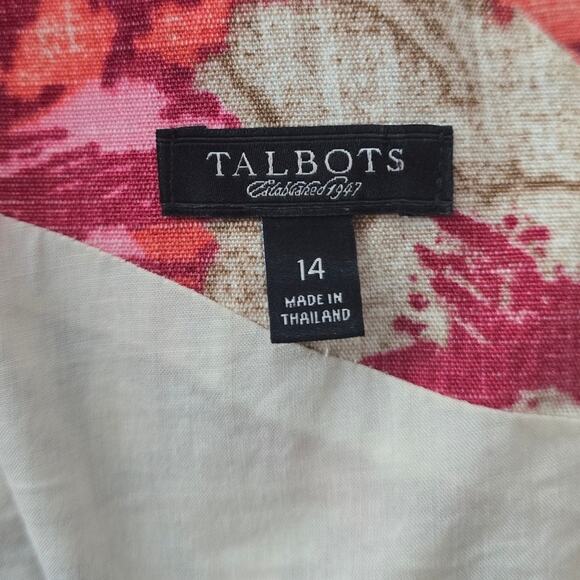 TALBOTS
Established 1947
14
MADE IN
THAILAND